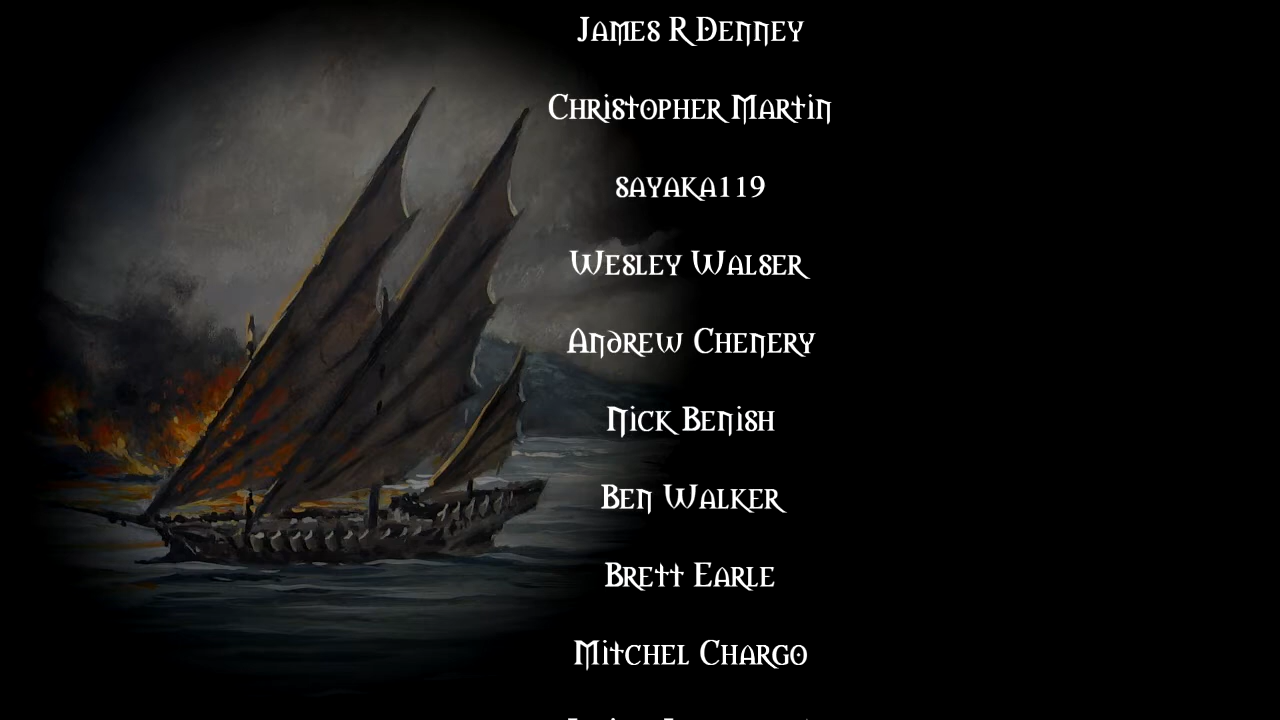 James R Denney
Christopher Martin
sayaka119
Wesley Walser
Andrew Chenery
Nick Benish
Ben Walker
Brett Earle
Mitchel Chargo